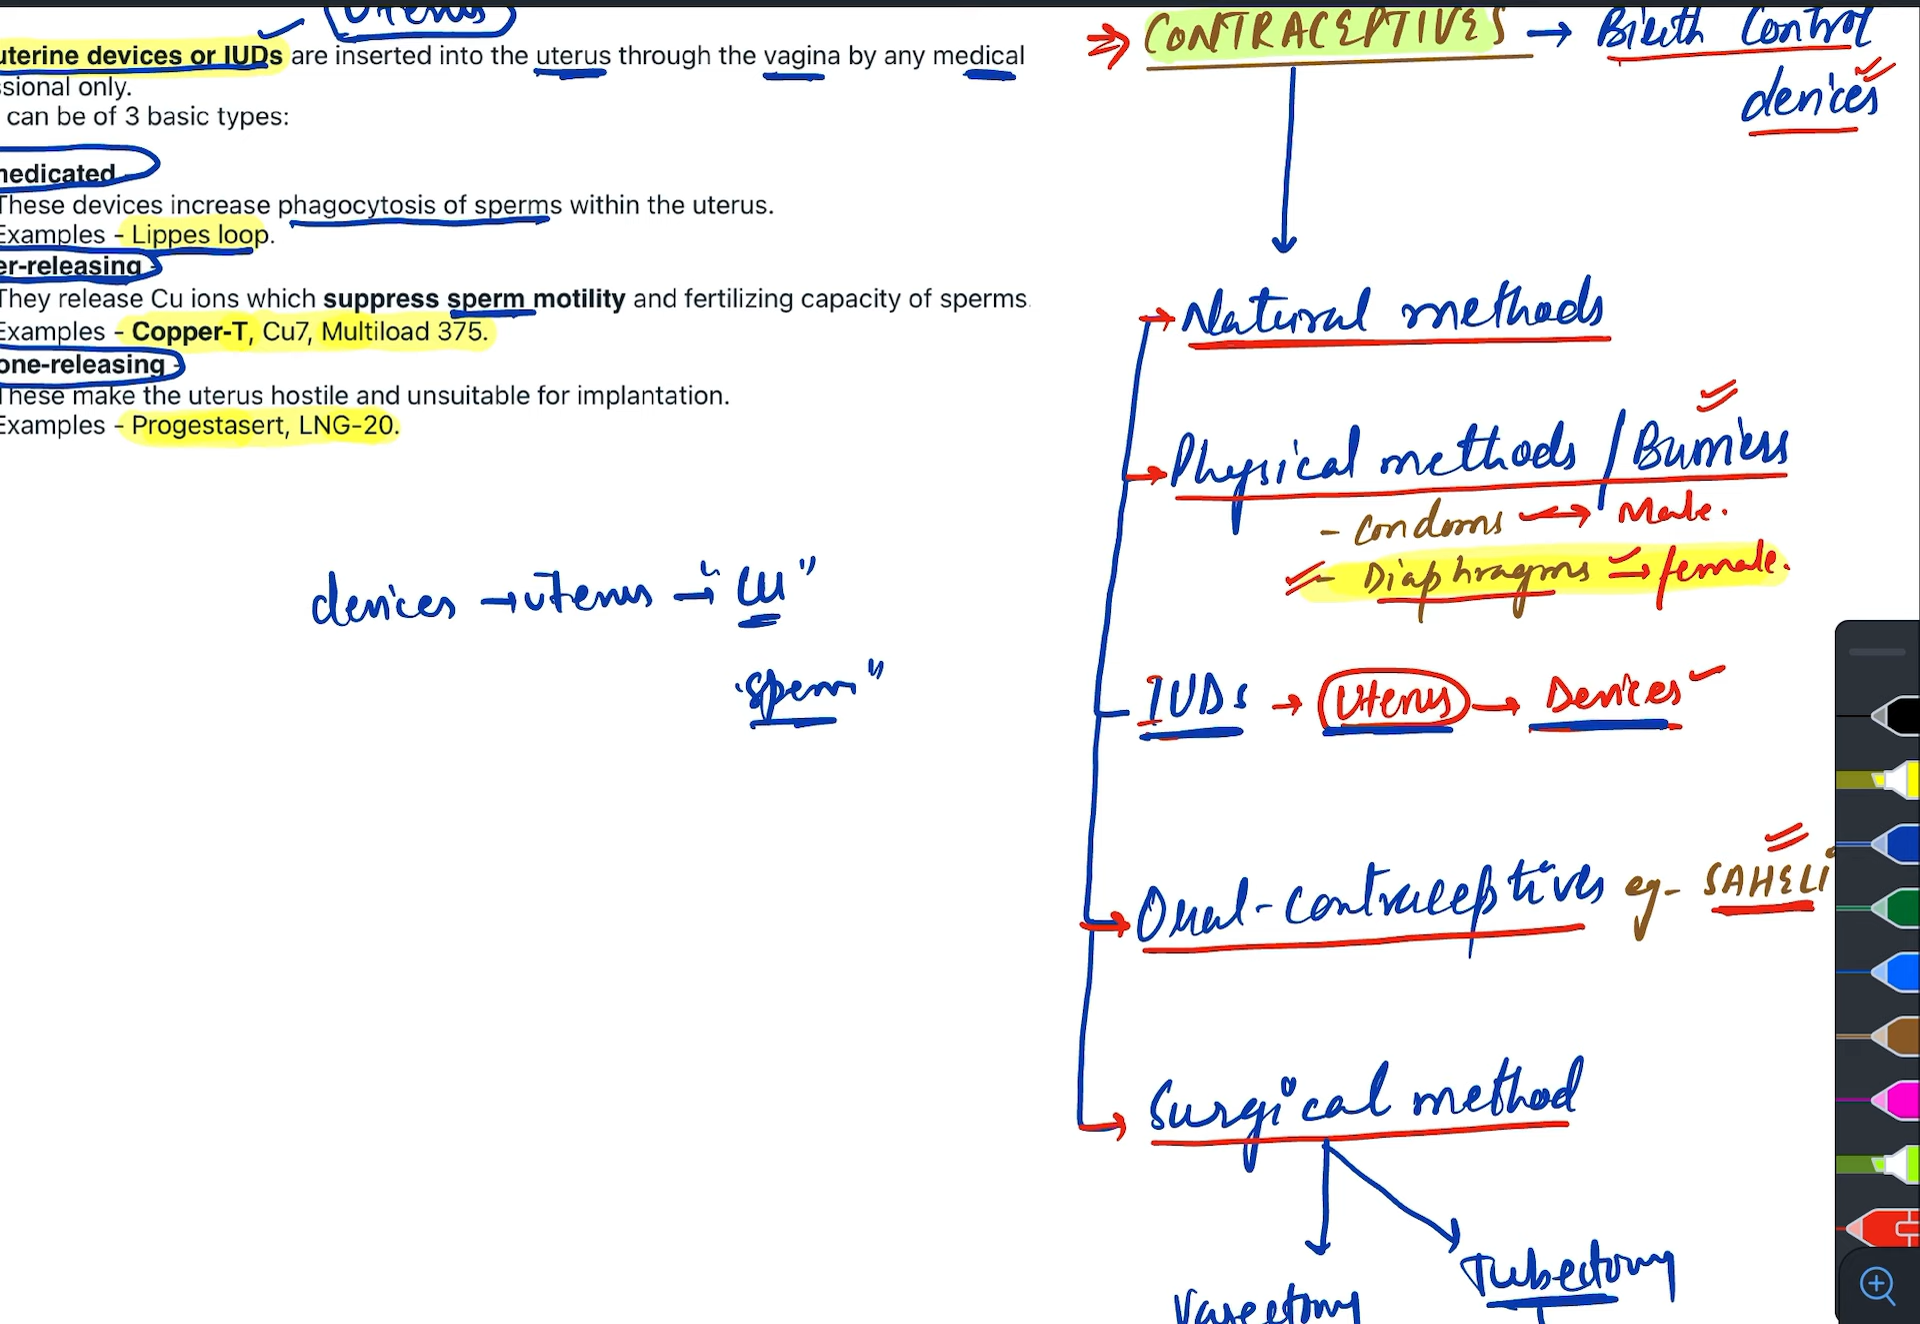 Uterus
uterine devices or IUDs are inserted into the uterus through the vagina by any medical
ssional only.
can be of 3 basic types:
medicated -
These devices increase phagocytosis of sperms within the uterus.
Examples - Lippes loop.
er-releasing -
They release Cu ions which suppress sperm motility and fertilizing capacity of sperms.
Examples - Copper-T, Cu7, Multiload 375.
one-releasing -
These make the uterus hostile and unsuitable for implantation.
Examples - Progestasert, LNG-20.
devices → uterus → "Cu"
"sperm"
⇒ CONTRACEPTIVES → Birth Control
devices
→ Natural methods
→ Physical methods / Barriers
- Condoms → Male.
- Diaphragms → female.
IUDs → Uterus → Devices
→ Oral-contraceptives eg- SAHELI
→ Surgical method
Tubectomy
Vasectomy